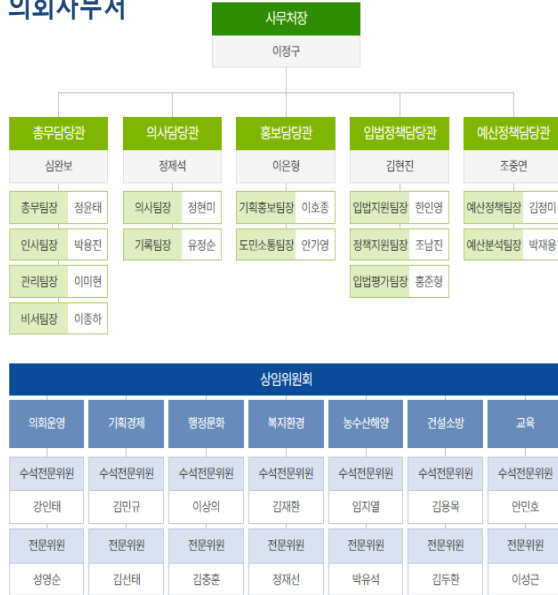 의회사무처
사무처장
이정구
총무담당관 의사담당관 홍보담당관 입법정책담당관 예산정책담당관
심완보 정제석 이은형 김현진 조중연
총무팀장 정윤태 의사팀장 정현미 기획홍보팀장 이호종 입법지원팀장 한인영 예산정책팀장 김정미
인사팀장 박용진 기록팀장 유정순 도민소통팀장 안가영 정책지원팀장 조남진 예산분석팀장 박재용
관리팀장 이미현 입법평가팀장 홍준형
비서팀장 이종하
상임위원회
의회운영 기획경제 행정문화 복지환경 농수산해양 건설소방 교육
수석전문위원 수석전문위원 수석전문위원 수석전문위원 수석전문위원 수석전문위원 수석전문위원
강인태 김민규 이상의 김재환 임지열 김용목 안민호
전문위원 전문위원 전문위원 전문위원 전문위원 전문위원 전문위원
성영순 김선태 김충훈 정재선 박유석 김두환 이성근